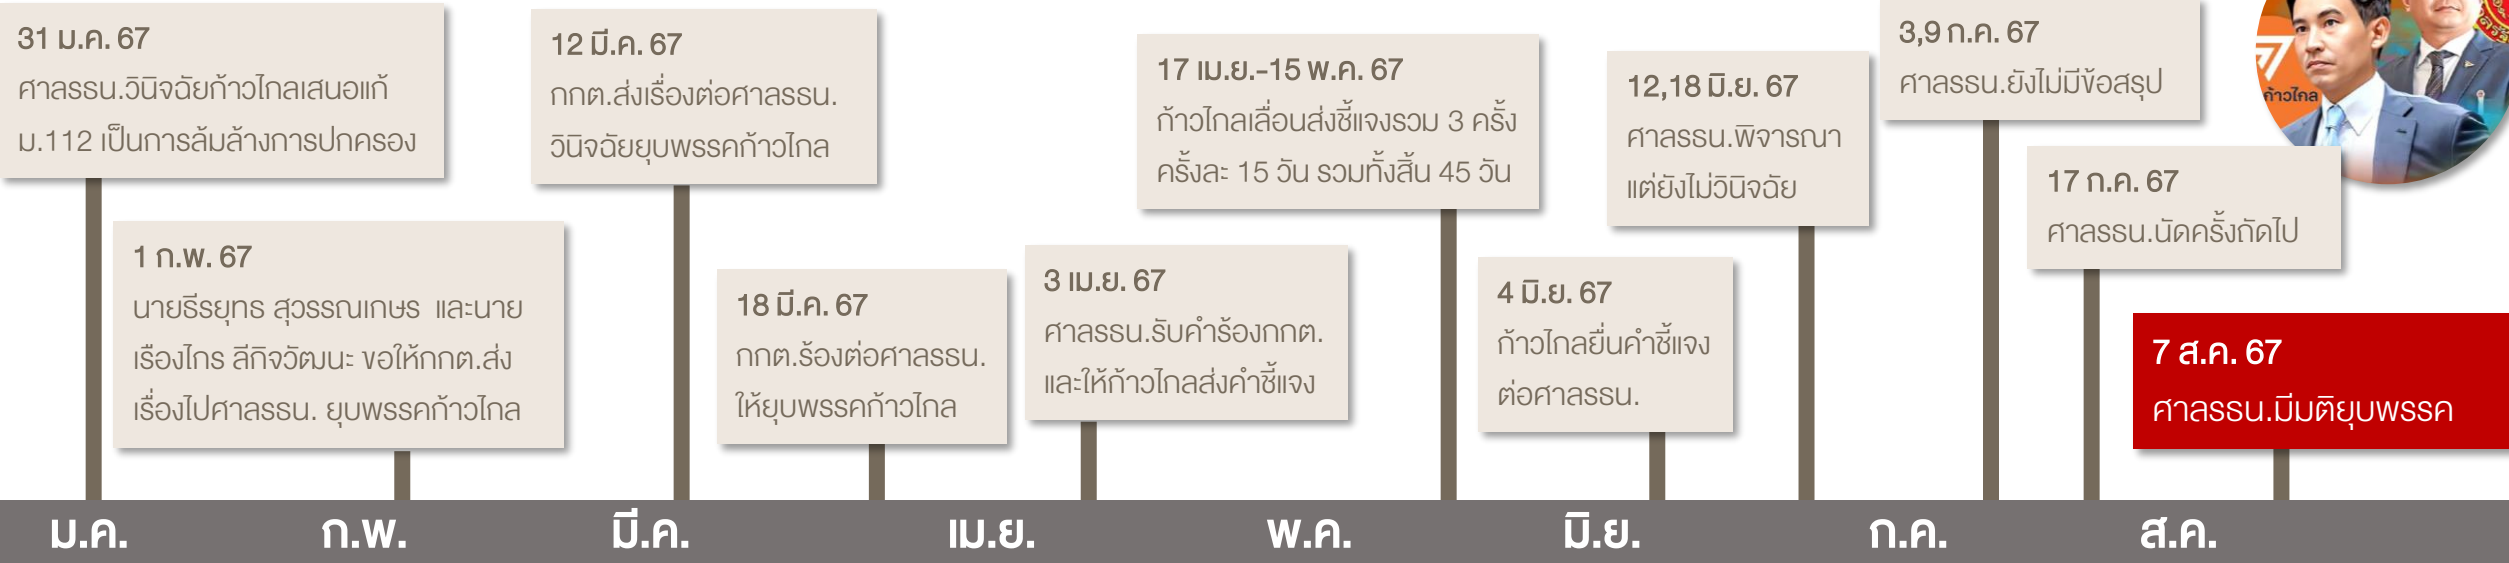 31 ม.ค. 67
ศาลรธน.วินิจฉัยก้าวไกลเสนอแก้
ม.112 เป็นการล้มล้างการปกครอง
1 ก.พ. 67
นายธีรยุทธ สุวรรณเกษร และนาย
เรืองไกร ลีกิจวัฒนะ ขอให้กกต.ส่ง
เรื่องไปศาลรธน. ยุบพรรคก้าวไกล
12 มี.ค. 67
กกต.ส่งเรื่องต่อศาลรธน.
วินิจฉัยยุบพรรคก้าวไกล
18 มี.ค. 67
กกต.ร้องต่อศาลรธน.
ให้ยุบพรรคก้าวไกล
3 เม.ย. 67
ศาลรธน.รับคำร้องกกต.
และให้ก้าวไกลส่งคำชี้แจง
17 เม.ย.-15 พ.ค. 67
ก้าวไกลเลื่อนส่งชี้แจงรวม 3 ครั้ง
ครั้งละ 15 วัน รวมทั้งสิ้น 45 วัน
4 มิ.ย. 67
ก้าวไกลยื่นคำชี้แจง
ต่อศาลรธน.
12,18 มิ.ย. 67
ศาลรธน.พิจารณา
แต่ยังไม่วินิจฉัย
3,9 ก.ค. 67
ศาลรธน.ยังไม่มีข้อสรุป
17 ก.ค. 67
ศาลรธน.นัดครั้งถัดไป
7 ส.ค. 67
ศาลรธน.มีมติยุบพรรค
ก้าวไกล
ม.ค.
ก.พ.
มี.ค.
เม.ย.
พ.ค.
มิ.ย.
ก.ค.
ส.ค.